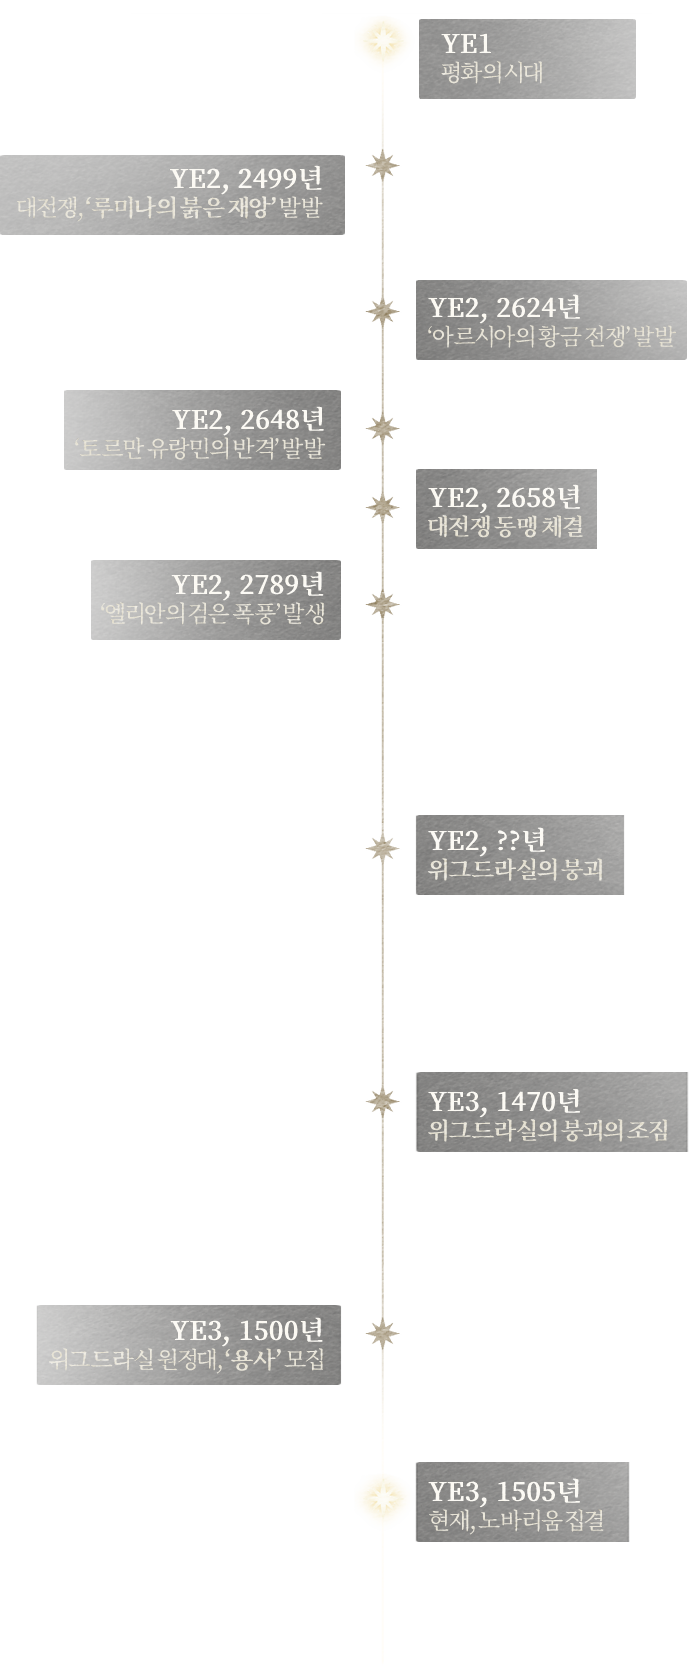 YE1
평화의 시대
YE2, 2499년
대전쟁, ‘루미나의 붉은 재앙’ 발발
YE2, 2624년
‘아르시아의 황금 전쟁’ 발발
YE2, 2648년
‘토르만 유랑민의 반격’ 발발
YE2, 2658년
대전쟁 동맹 체결
YE2, 2789년
‘엘리안의 검은 폭풍’ 발생
YE2, ??년
위그드라실의 붕괴
YE3, 1470년
위그드라실의 붕괴의 조짐
YE3, 1500년
위그드라실 원정대, ‘용사’ 모집
YE3, 1505년
현재, 노바리움 집결